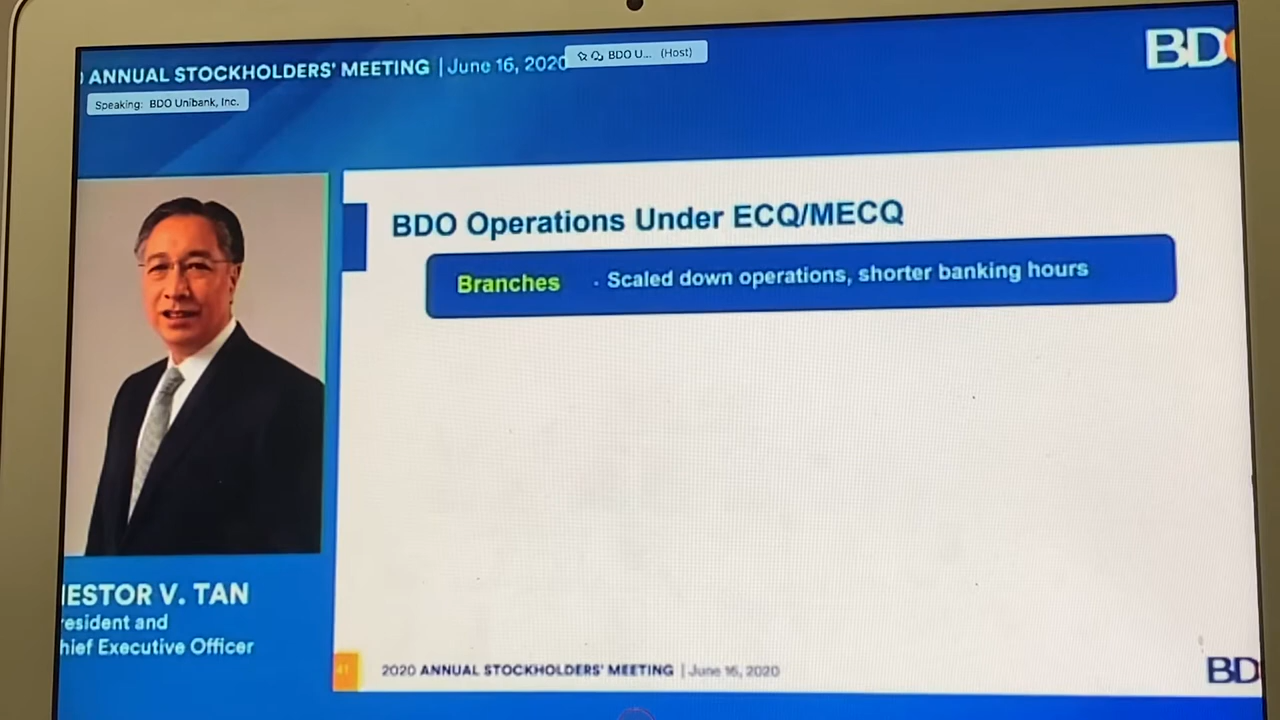 ANNUAL STOCKHOLDERS' MEETING | June 16, 2020
BDO U... (Host)
BD
Speaking: BDO Unibank, Inc.
BDO Operations Under ECQ/MECQ
Branches · Scaled down operations, shorter banking hours
IESTOR V. TAN
resident and
hief Executive Officer
41
2020 ANNUAL STOCKHOLDERS' MEETING | June 16, 2020
BD